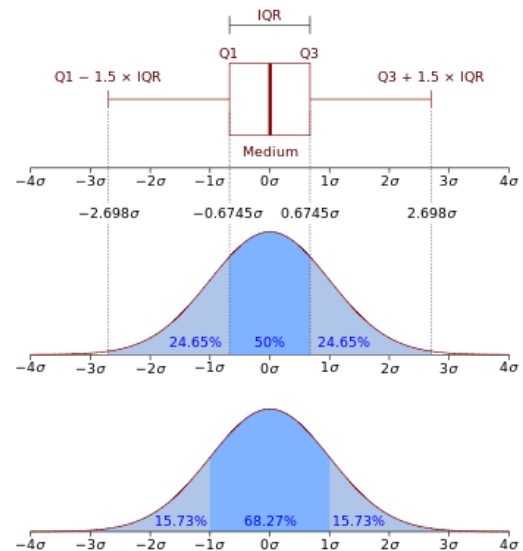 IQR
Q1 Q3
Q1 − 1.5 × IQR Q3 + 1.5 × IQR
Medium
−4σ −3σ −2σ −1σ 0σ 1σ 2σ 3σ 4σ
−2.698σ −0.6745σ 0.6745σ 2.698σ
24.65% 50% 24.65%
−4σ −3σ −2σ −1σ 0σ 1σ 2σ 3σ 4σ
15.73% 68.27% 15.73%
−4σ −3σ −2σ −1σ 0σ 1σ 2σ 3σ 4σ